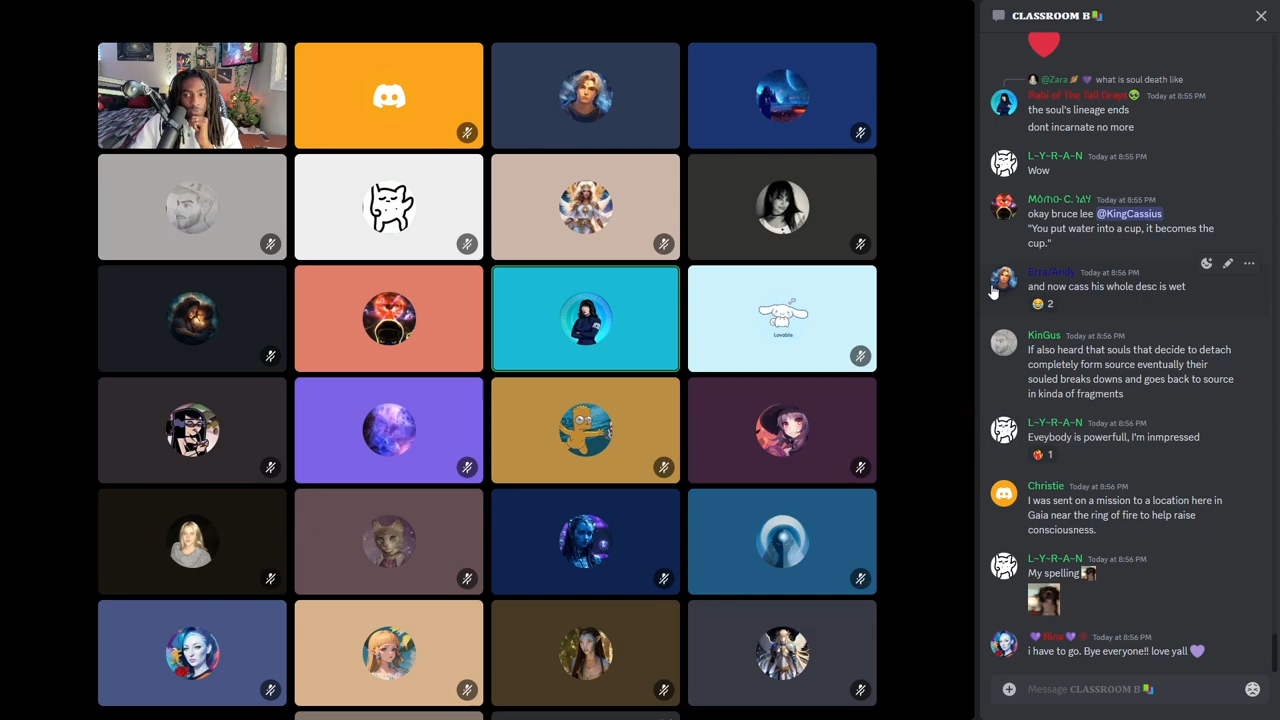 CLASSROOM B
@Zara what is soul death like
Rabi of The Tall Grays Today at 8:55 PM
the soul's lineage ends
dont incarnate no more
L~Y~R~A~N Today at 8:55 PM
Wow
Today at 8:55 PM
okay bruce lee @KingCassius
"You put water into a cup, it becomes the
cup."
Erra/Andy Today at 8:56 PM
and now cass his whole desc is wet
2
KinGus Today at 8:56 PM
If also heard that souls that decide to detach
completely form source eventually their
souled breaks downs and goes back to source
in kinda of fragments
L~Y~R~A~N Today at 8:56 PM
Eveybody is powerfull, I'm inmpressed
1
Christie Today at 8:56 PM
I was sent on a mission to a location here in
Gaia near the ring of fire to help raise
consciousness.
L~Y~R~A~N Today at 8:56 PM
My spelling
Rina Today at 8:56 PM
i have to go. Bye everyone!! love yall
Message CLASSROOM B
Lovable